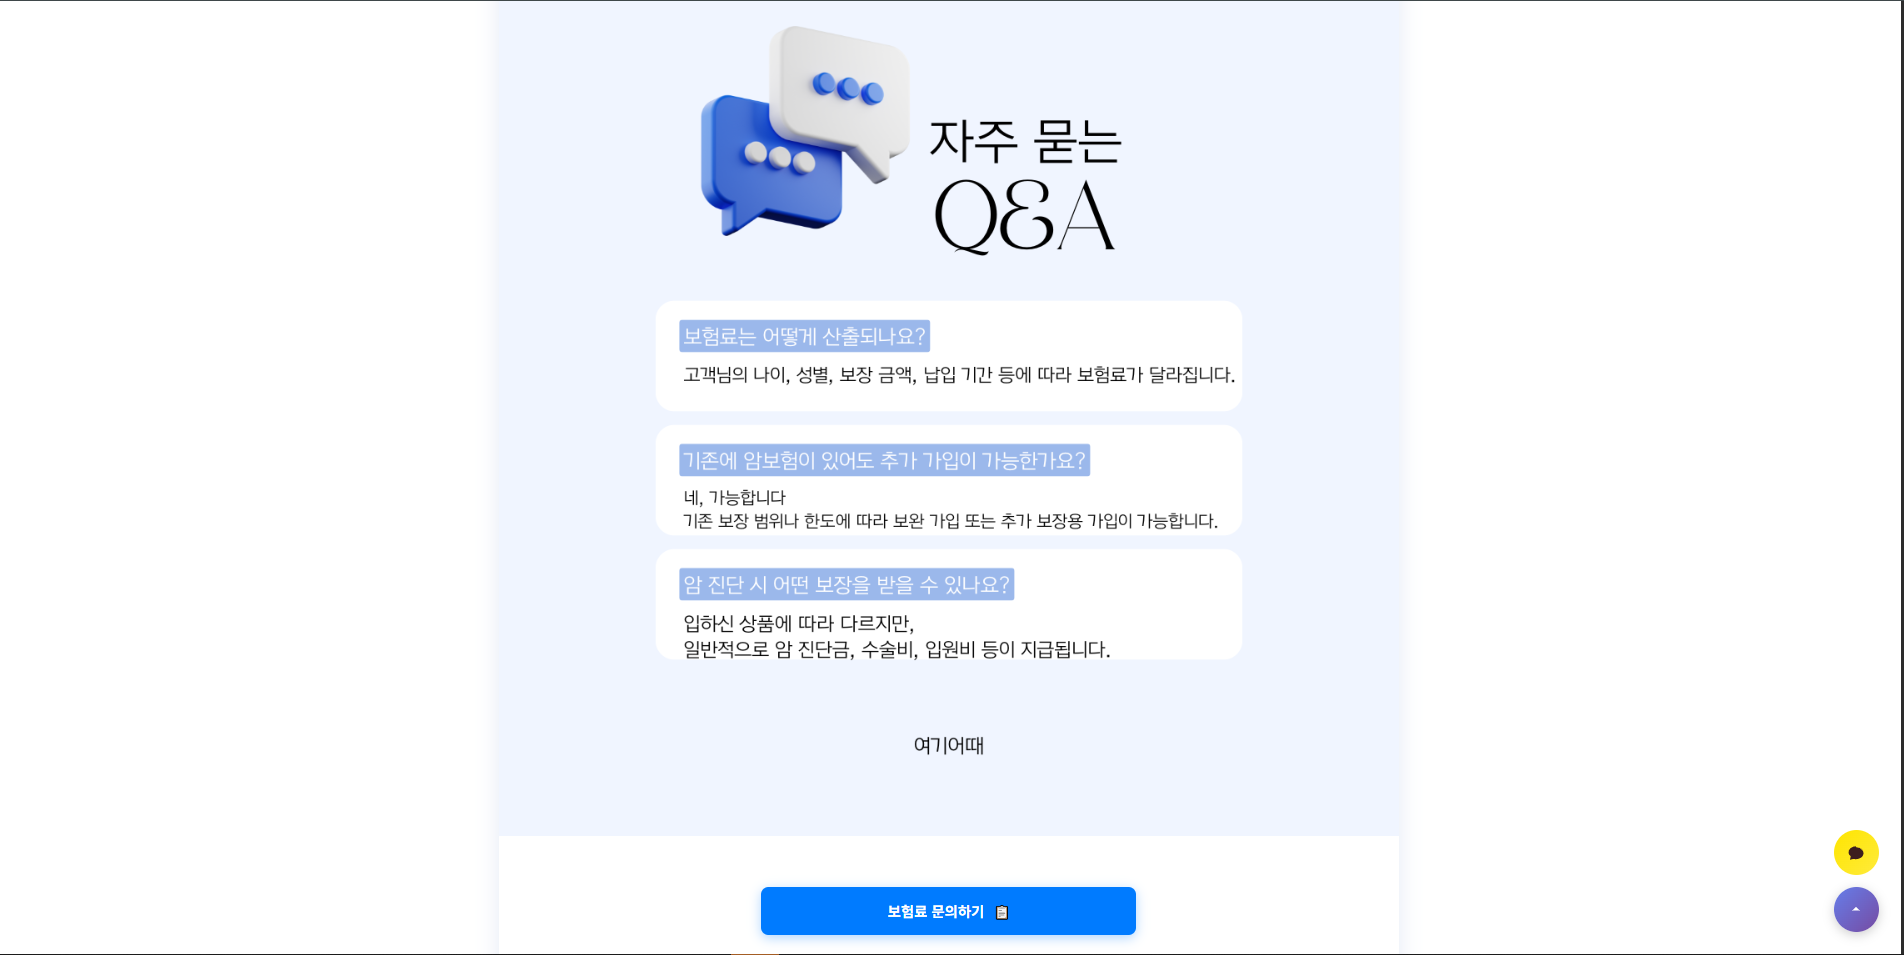 자주 묻는
Q&A
보험료는 어떻게 산출되나요?
고객님의 나이, 성별, 보장 금액, 납입 기간 등에 따라 보험료가 달라집니다.
기존에 암보험이 있어도 추가 가입이 가능한가요?
네, 가능합니다
기존 보장 범위나 한도에 따라 보완 가입 또는 추가 보장용 가입이 가능합니다.
암 진단 시 어떤 보장을 받을 수 있나요?
입하신 상품에 따라 다르지만,
일반적으로 암 진단금, 수술비, 입원비 등이 지급됩니다.
여기어때
보험료 문의하기